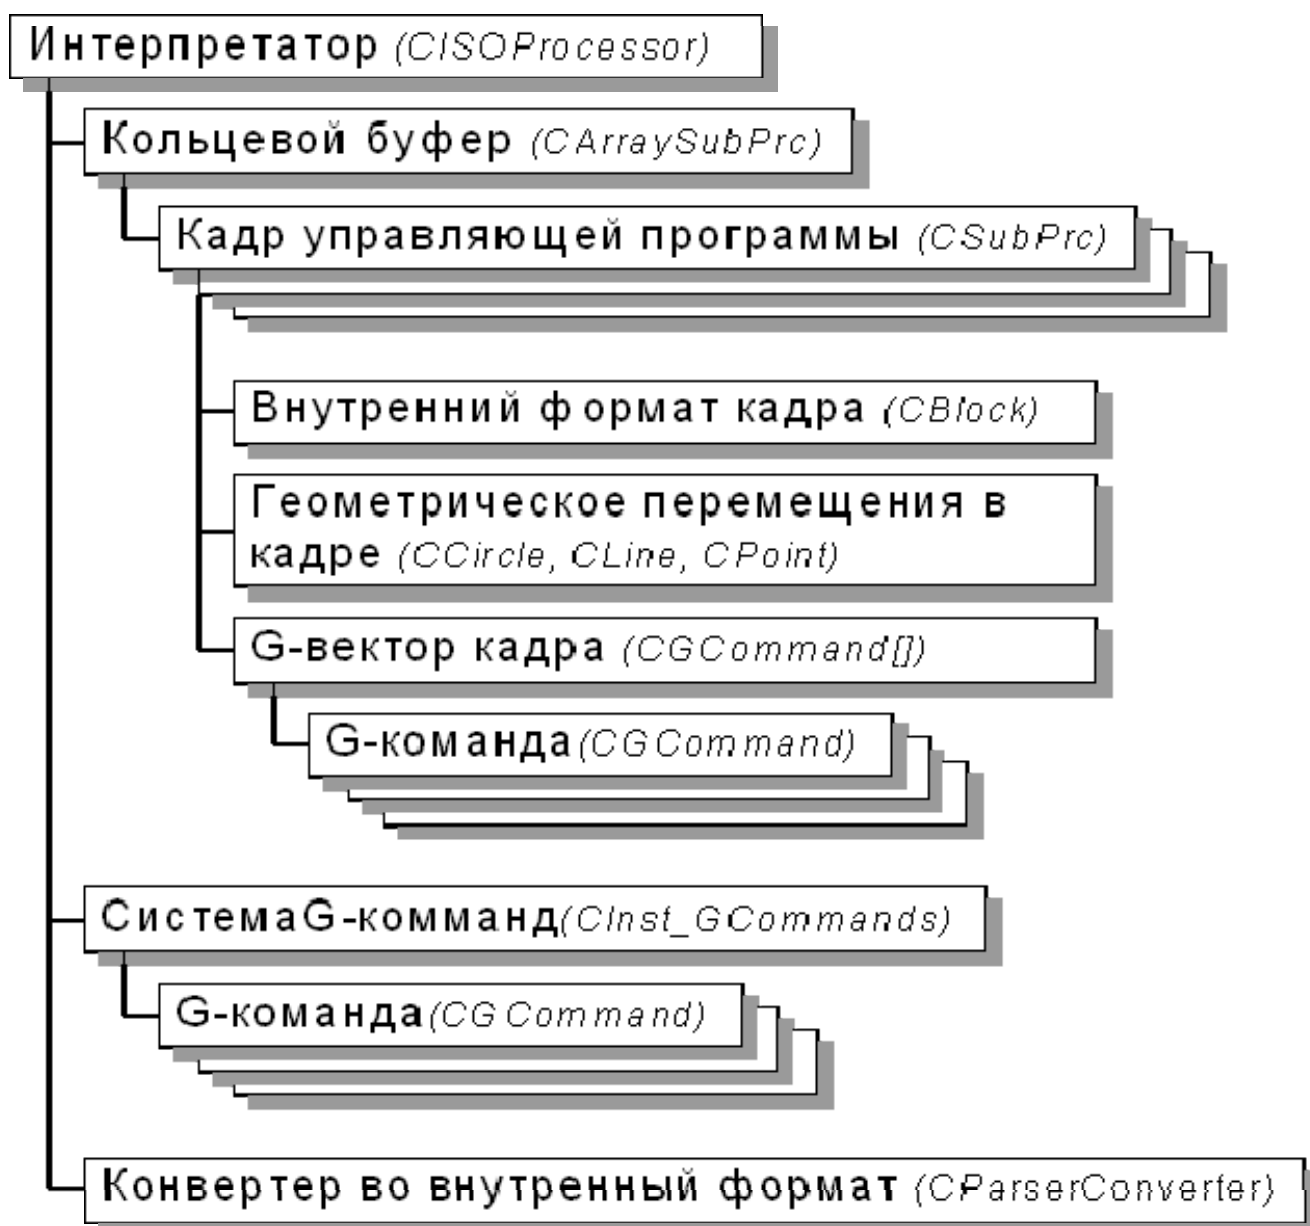 Интерпретатор (CISOProcessor)
Кольцевой буфер (CArraySubPrc)
Кадр управляющей программы (CSubPrc)
Внутренний формат кадра (CBlock)
Геометрическое перемещения в
кадре (CCircle, CLine, CPoint)
G-вектор кадра (CGCommand[])
G-команда (CGCommand)
Система G-комманд (CInst_GCommands)
G-команда (CGCommand)
Конвертер во внутренный формат (CParserConverter)